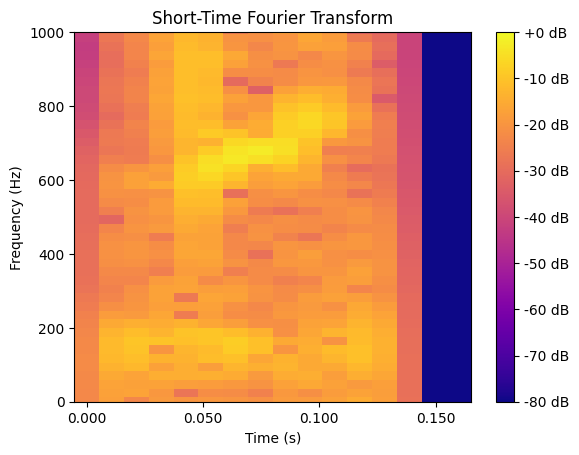 Short-Time Fourier Transform
Frequency (Hz)
1000
800
600
400
200
0
0.000
0.050
0.100
0.150
Time (s)
+0 dB
-10 dB
-20 dB
-30 dB
-40 dB
-50 dB
-60 dB
-70 dB
-80 dB